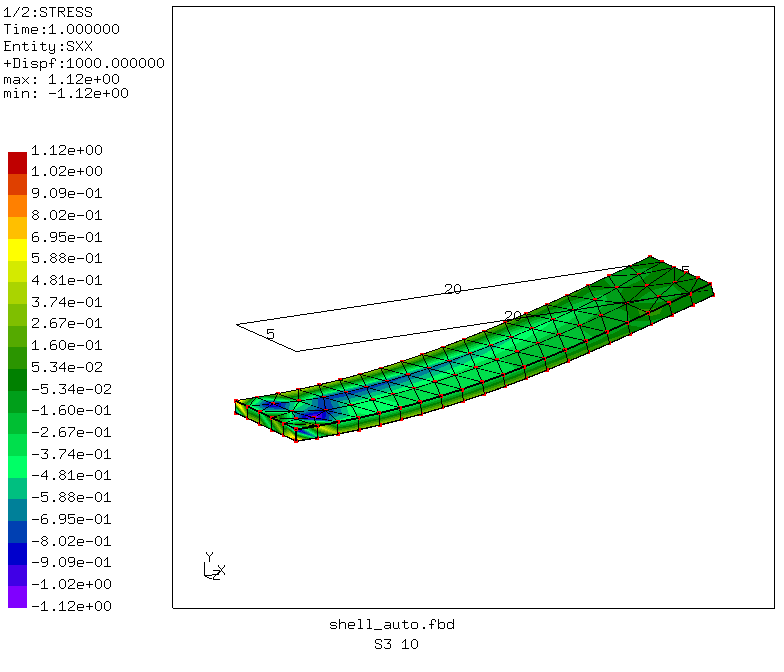 1/2:STRESS
Time:1.000000
Entity:SXX
+Dispf:1000.000000
max: 1.12e+00
min: -1.12e+00
1.12e+00
1.02e+00
9.09e-01
8.02e-01
6.95e-01
5.88e-01
4.81e-01
3.74e-01
2.67e-01
1.60e-01
5.34e-02
-5.34e-02
-1.60e-01
-2.67e-01
-3.74e-01
-4.81e-01
-5.88e-01
-6.95e-01
-8.02e-01
-9.09e-01
-1.02e+00
-1.12e+00
5
20
20
5
Y
X
Z
shell_auto.fbd
S3 10